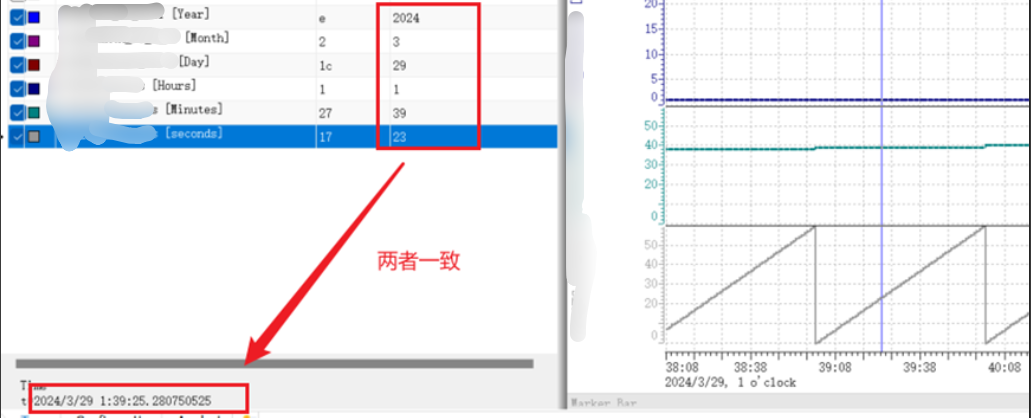 [Year] e 2024
[Month] 2 3
[Day] 1c 29
[Hours] 1 1
s [Minutes] 27 39
s [seconds] 17 23
两者一致
Time
t 2024/3/29 1:39:25.280750525
20
15
10
5
0
50
40
30
20
0
50
40
30
20
0
38:08 38:38 39:08 39:38 40:08
2024/3/29, 1 o'clock
Marker Bar